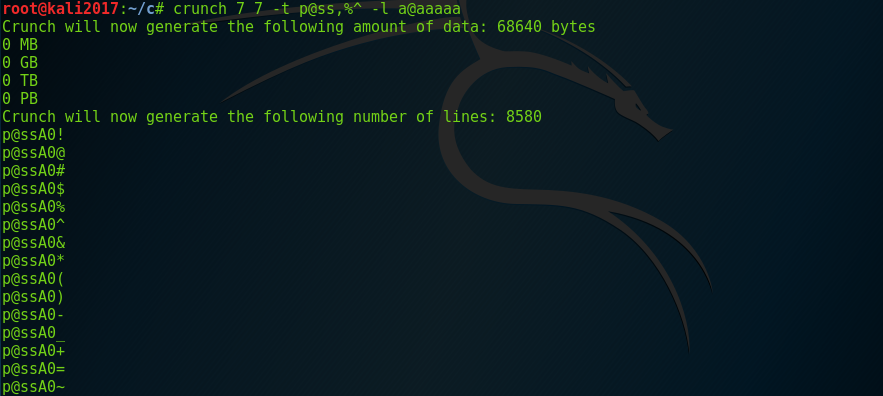 root@kali2017:~/c# crunch 7 7 -t p@ss,%^ -l a@aaaaa
Crunch will now generate the following amount of data: 68640 bytes
0 MB
0 GB
0 TB
0 PB
Crunch will now generate the following number of lines: 8580
p@ssA0!
p@ssA0@
p@ssA0#
p@ssA0$
p@ssA0%
p@ssA0^
p@ssA0&
p@ssA0*
p@ssA0(
p@ssA0)
p@ssA0-
p@ssA0_
p@ssA0+
p@ssA0=
p@ssA0~